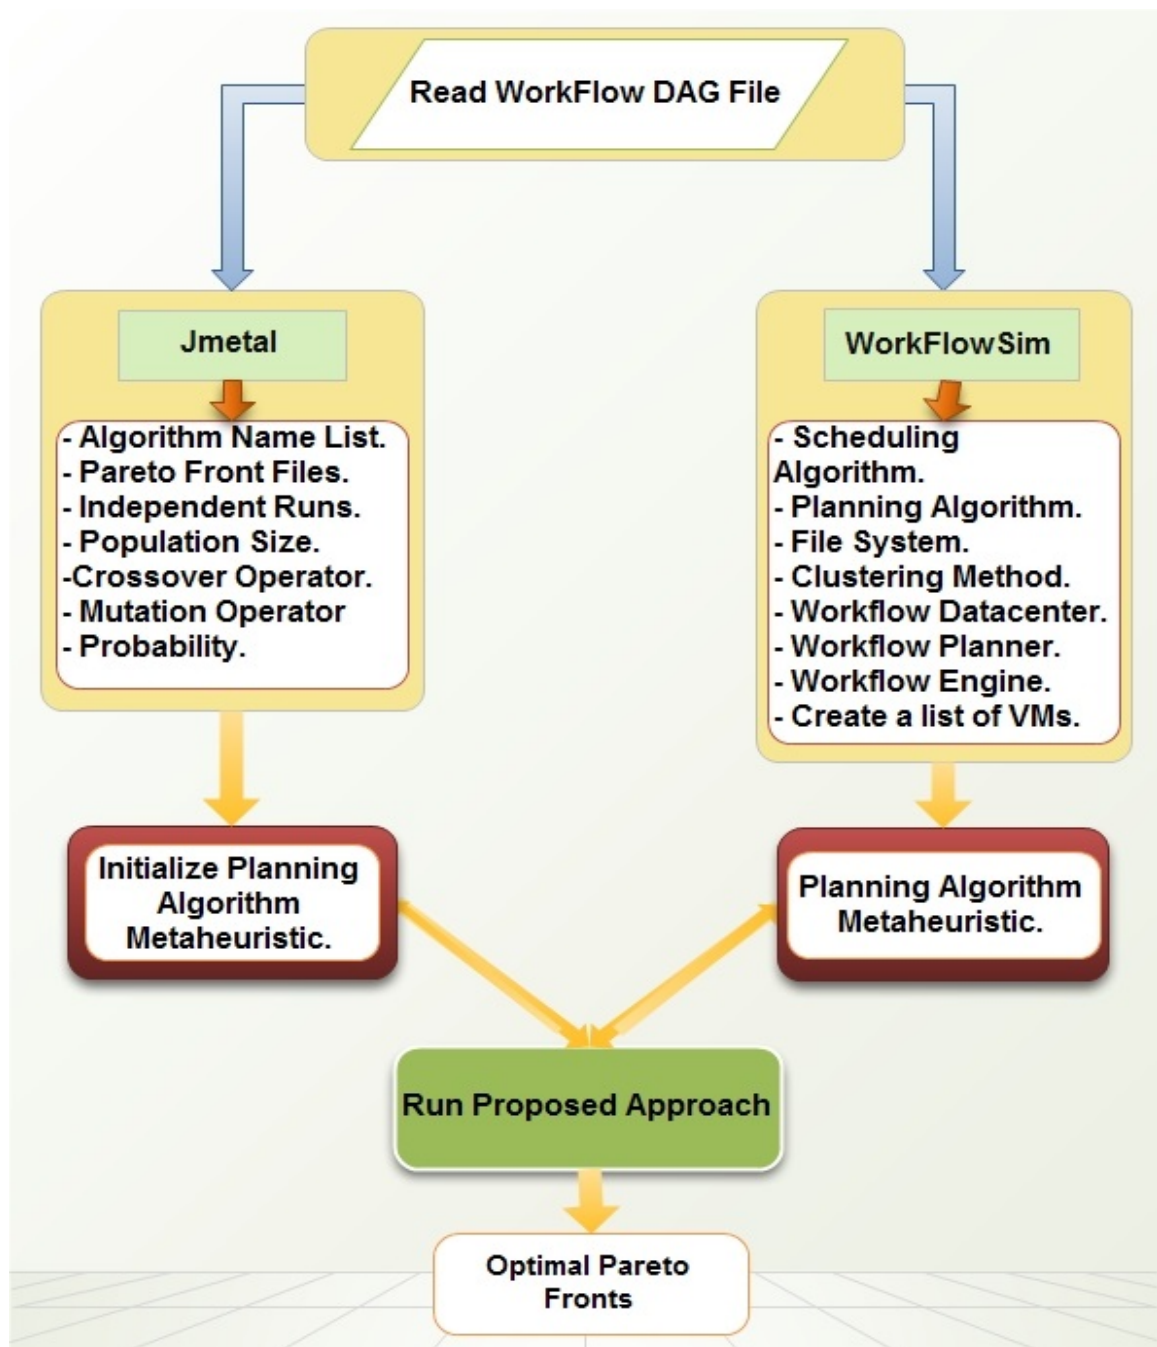 Read WorkFlow DAG File
Jmetal
- Algorithm Name List.
- Pareto Front Files.
- Independent Runs.
- Population Size.
-Crossover Operator.
- Mutation Operator
- Probability.
WorkFlowSim
- Scheduling
Algorithm.
- Planning Algorithm.
- File System.
- Clustering Method.
- Workflow Datacenter.
- Workflow Planner.
- Workflow Engine.
- Create a list of VMs.
Initialize Planning
Algorithm
Metaheuristic.
Planning Algorithm
Metaheuristic.
Run Proposed Approach
Optimal Pareto
Fronts